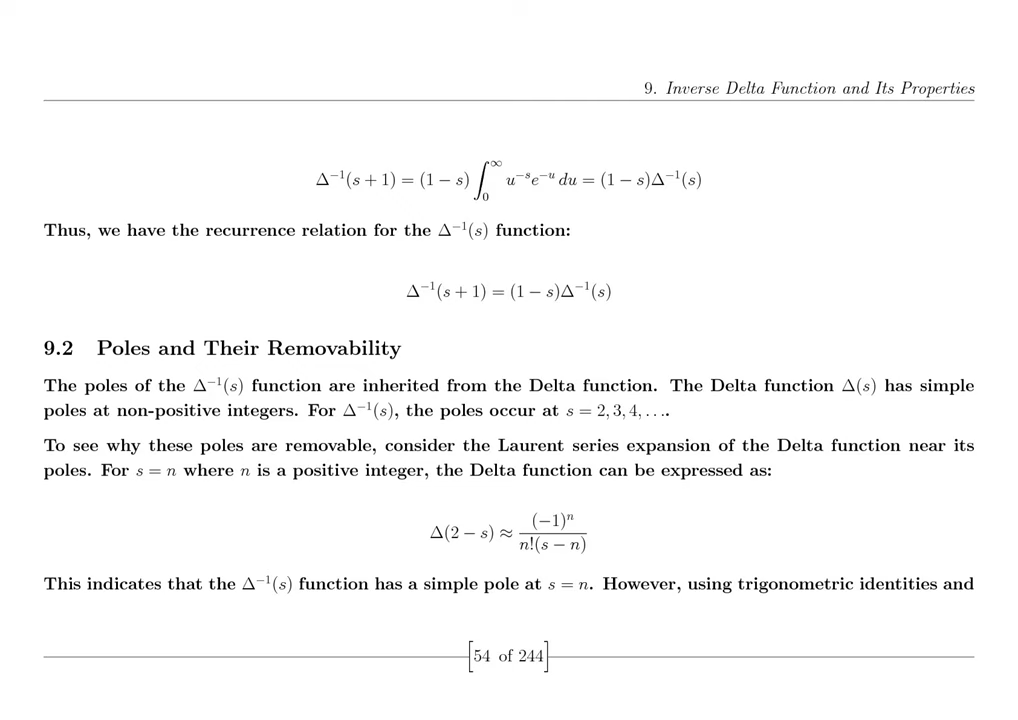 9. Inverse Delta Function and Its Properties
Δ⁻¹(s + 1) = (1 − s) ∫₀^∞ u⁻ˢe⁻ᵘ du = (1 − s)Δ⁻¹(s)
Thus, we have the recurrence relation for the Δ⁻¹(s) function:
Δ⁻¹(s + 1) = (1 − s)Δ⁻¹(s)
9.2 Poles and Their Removability
The poles of the Δ⁻¹(s) function are inherited from the Delta function. The Delta function Δ(s) has simple
poles at non-positive integers. For Δ⁻¹(s), the poles occur at s = 2, 3, 4, . . ..
To see why these poles are removable, consider the Laurent series expansion of the Delta function near its
poles. For s = n where n is a positive integer, the Delta function can be expressed as:
Δ(2 − s) ≈ (−1)ⁿ / n!(s − n)
This indicates that the Δ⁻¹(s) function has a simple pole at s = n. However, using trigonometric identities and
[54 of 244]